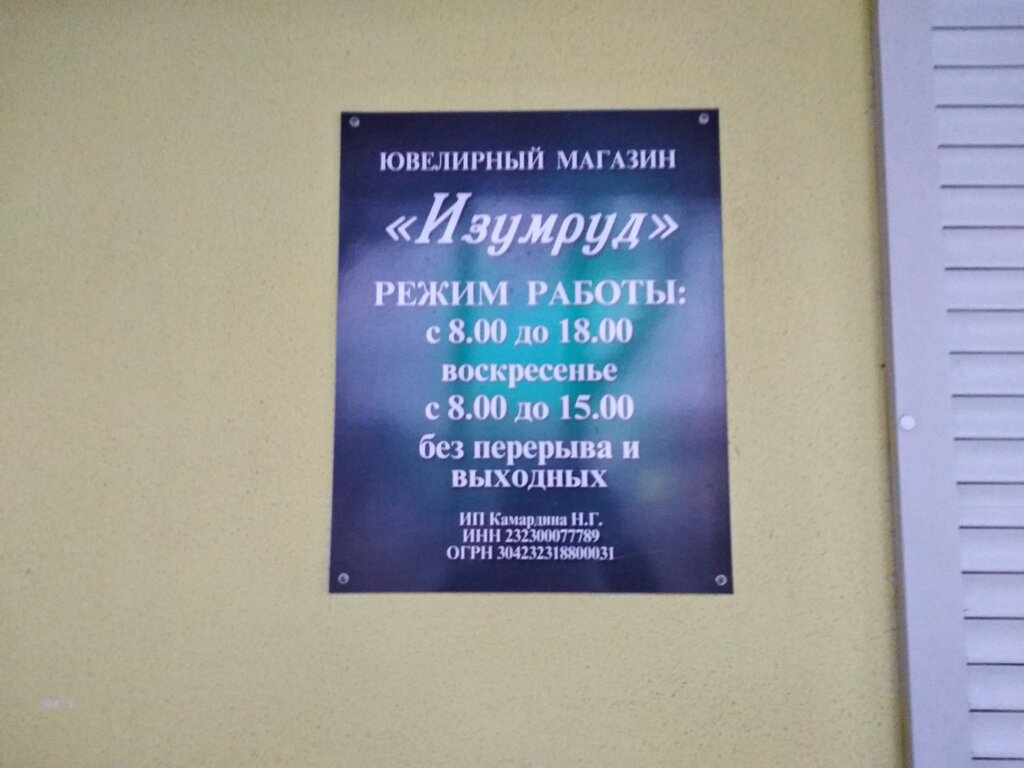 ЮВЕЛИРНЫЙ МАГАЗИН
«Изумруд»
РЕЖИМ РАБОТЫ:
с 8.00 до 18.00
воскресенье
с 8.00 до 15.00
без перерыва и
выходных
ИП Камардина Н.Г.
ИНН 232300077789
ОГРН 304232318800031